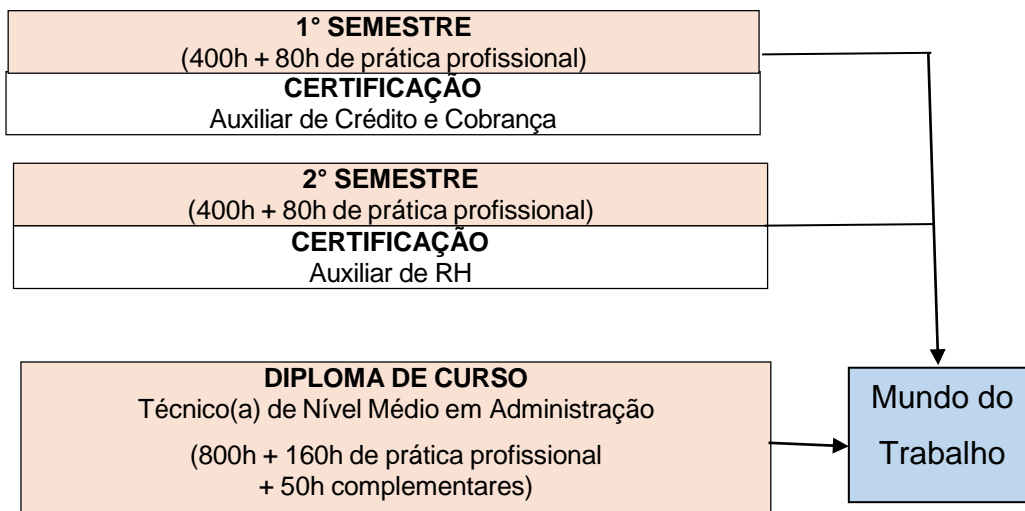 1° SEMESTRE
(400h + 80h de prática profissional)
CERTIFICAÇÃO
Auxiliar de Crédito e Cobrança
2° SEMESTRE
(400h + 80h de prática profissional)
CERTIFICAÇÃO
Auxiliar de RH
DIPLOMA DE CURSO
Técnico(a) de Nível Médio em Administração
(800h + 160h de prática profissional
+ 50h complementares)
Mundo do
Trabalho